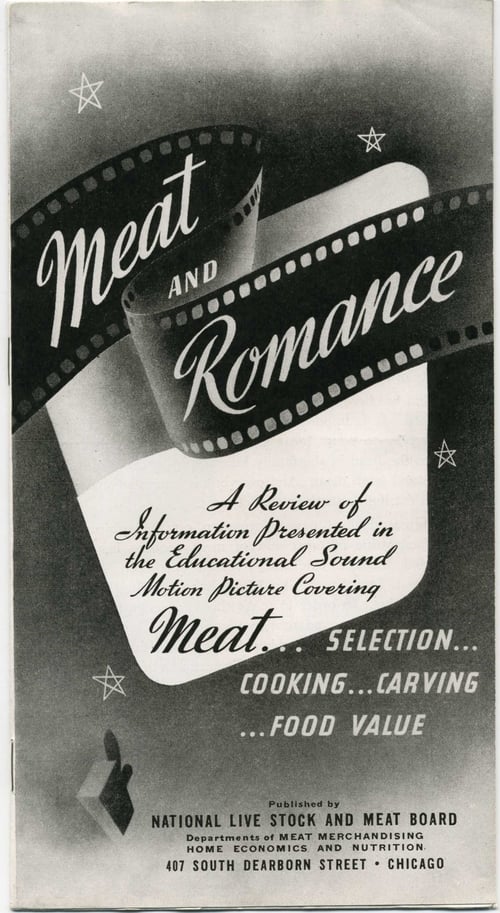 Meat
AND
Romance
A Review of
Information Presented in
the Educational Sound
Motion Picture Covering
Meat... SELECTION...
COOKING...CARVING
...FOOD VALUE
Published by
NATIONAL LIVE STOCK AND MEAT BOARD
Departments of MEAT MERCHANDISING
HOME ECONOMICS AND NUTRITION
407 SOUTH DEARBORN STREET • CHICAGO